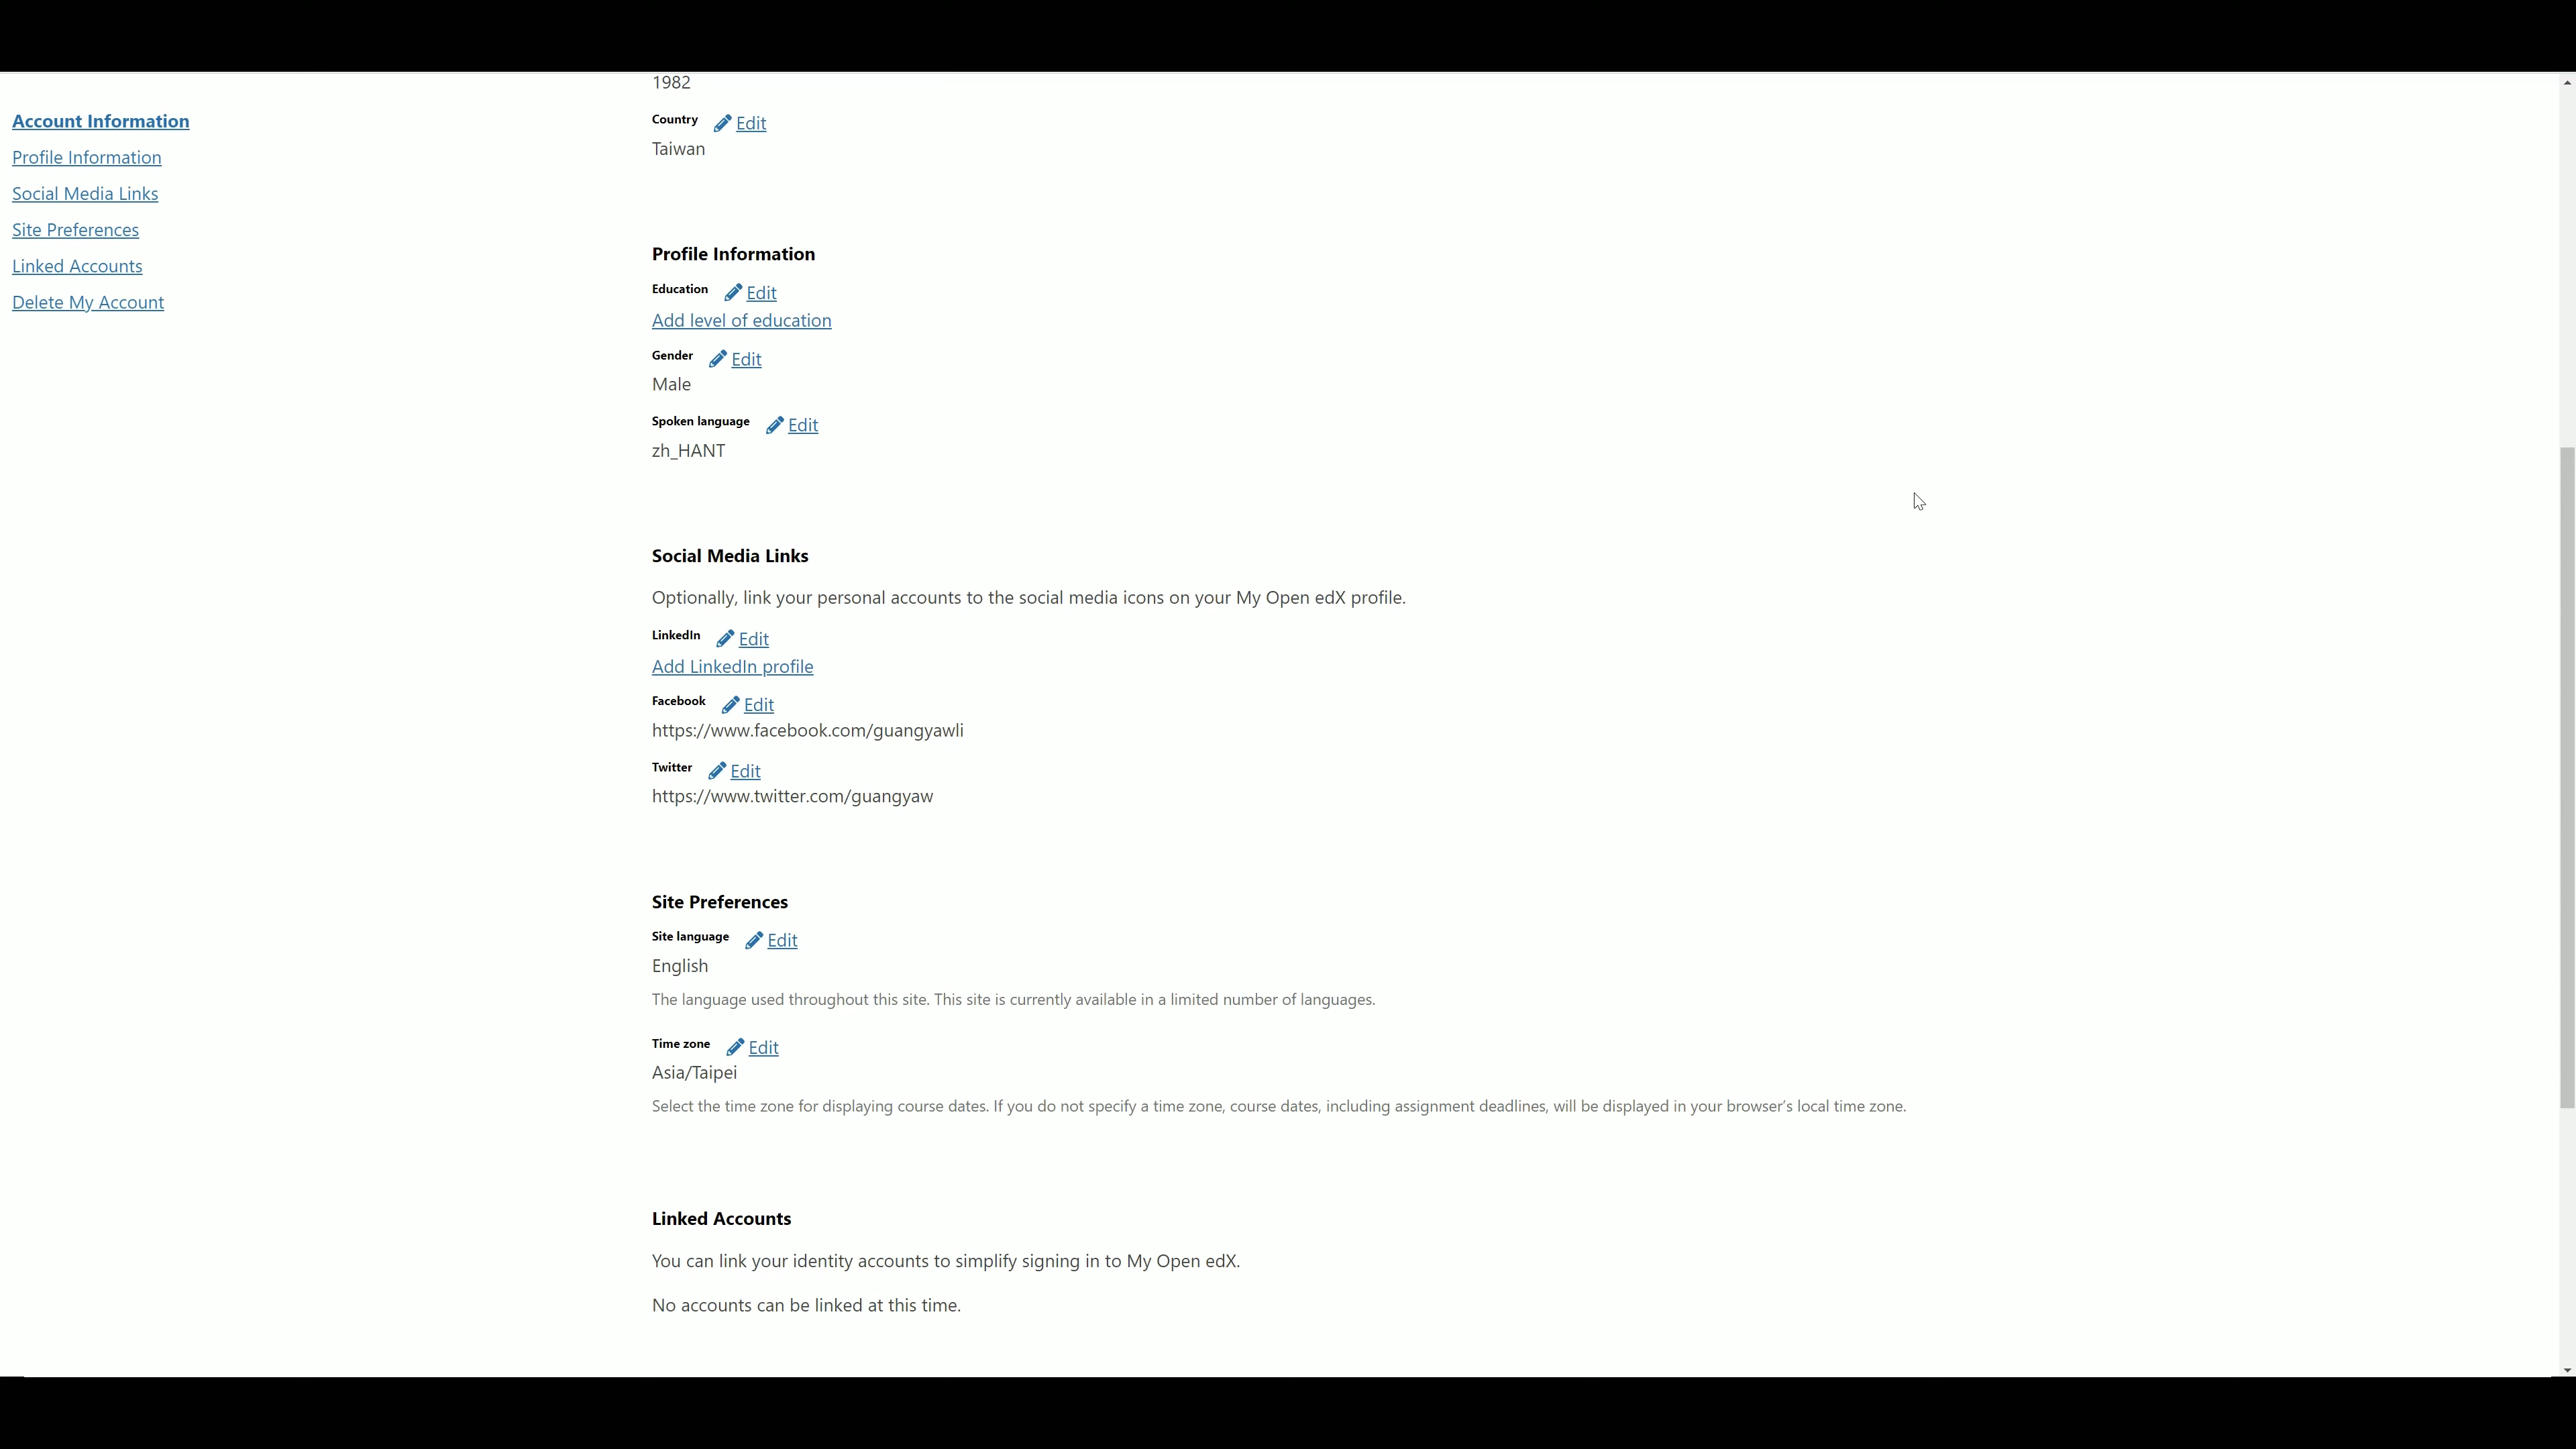 Account Information
Profile Information
Social Media Links
Site Preferences
Linked Accounts
Delete My Account
1982
Country Edit
Taiwan
Profile Information
Education Edit
Add level of education
Gender Edit
Male
Spoken language Edit
zh_HANT
Social Media Links
Optionally, link your personal accounts to the social media icons on your My Open edX profile.
LinkedIn Edit
Add LinkedIn profile
Facebook Edit
https://www.facebook.com/guangyawli
Twitter Edit
https://www.twitter.com/guangyaw
Site Preferences
Site language Edit
English
The language used throughout this site. This site is currently available in a limited number of languages.
Time zone Edit
Asia/Taipei
Select the time zone for displaying course dates. If you do not specify a time zone, course dates, including assignment deadlines, will be displayed in your browser’s local time zone.
Linked Accounts
You can link your identity accounts to simplify signing in to My Open edX.
No accounts can be linked at this time.